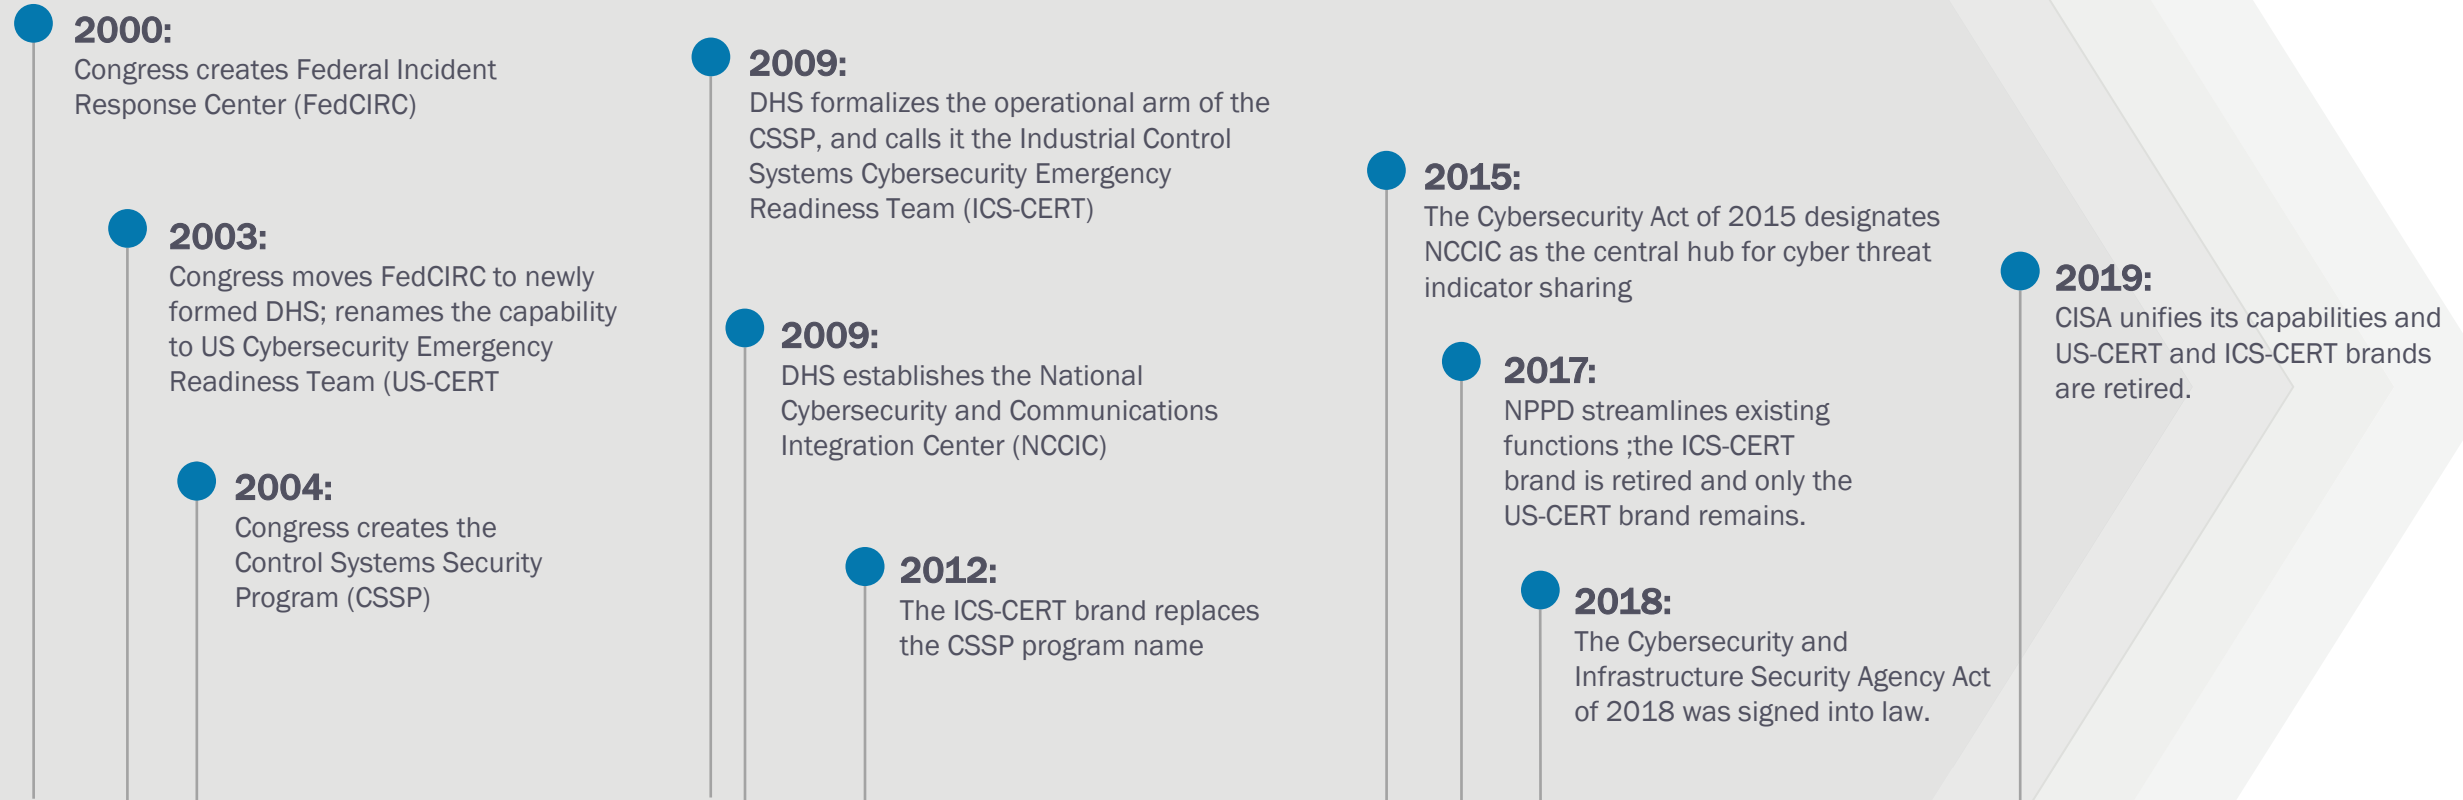 2000:
Congress creates Federal Incident
Response Center (FedCIRC)
2003:
Congress moves FedCIRC to newly
formed DHS; renames the capability
to US Cybersecurity Emergency
Readiness Team (US-CERT
2004:
Congress creates the
Control Systems Security
Program (CSSP)
2009:
DHS formalizes the operational arm of the
CSSP, and calls it the Industrial Control
Systems Cybersecurity Emergency
Readiness Team (ICS-CERT)
2009:
DHS establishes the National
Cybersecurity and Communications
Integration Center (NCCIC)
2012:
The ICS-CERT brand replaces
the CSSP program name
2015:
The Cybersecurity Act of 2015 designates
NCCIC as the central hub for cyber threat
indicator sharing
2017:
NPPD streamlines existing
functions ;the ICS-CERT
brand is retired and only the
US-CERT brand remains.
2018:
The Cybersecurity and
Infrastructure Security Agency Act
of 2018 was signed into law.
2019:
CISA unifies its capabilities and
US-CERT and ICS-CERT brands
are retired.